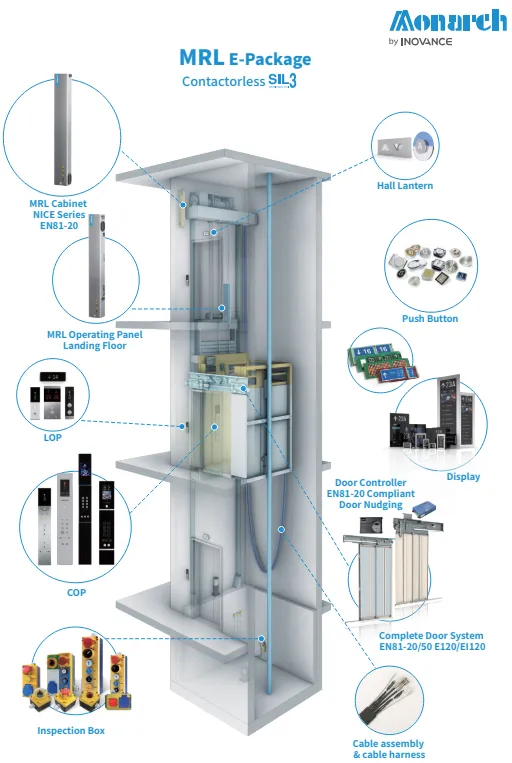 Monarch
by INOVANCE
MRL E-Package
Contactorless SIL3
MRL Cabinet
NICE Series
EN81-20
Hall Lantern
MRL Operating Panel
Landing Floor
Push Button
LOP
Display
Door Controller
EN81-20 Compliant
Door Nudging
COP
Complete Door System
EN81-20/50 E120/EI120
Inspection Box
Cable assembly
& cable harness